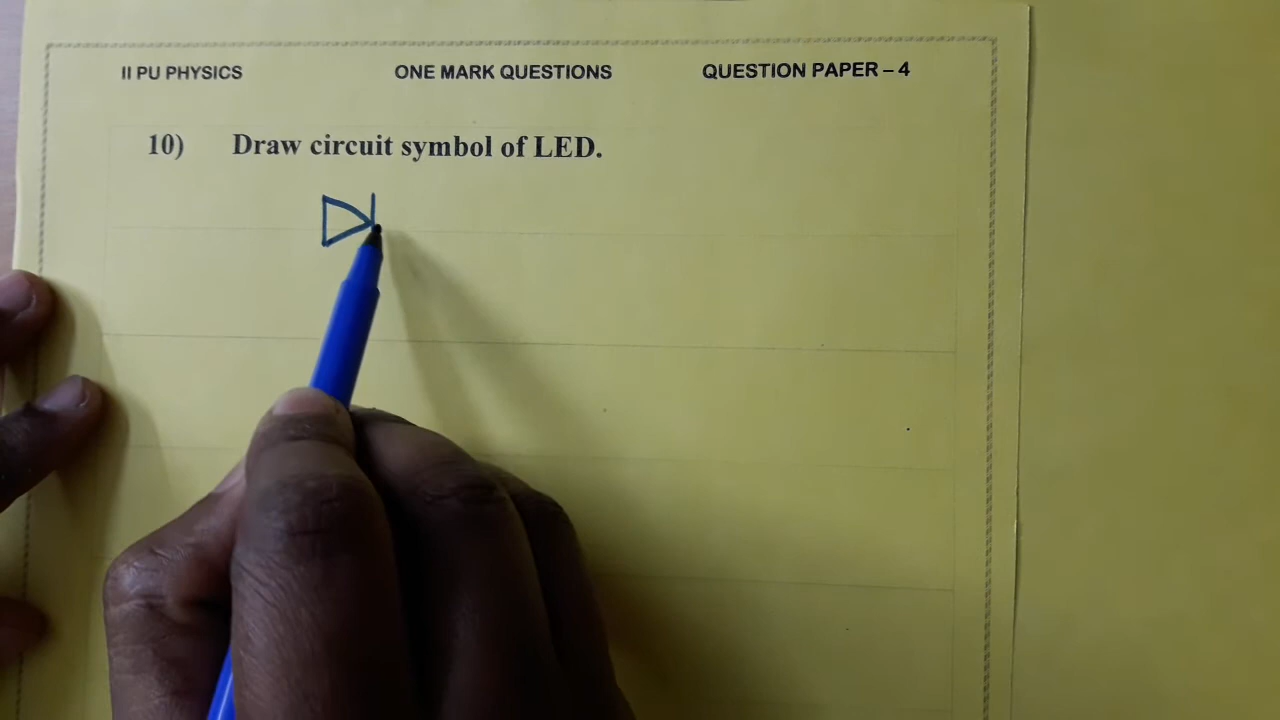 II PU PHYSICS ONE MARK QUESTIONS QUESTION PAPER – 4
10) Draw circuit symbol of LED.